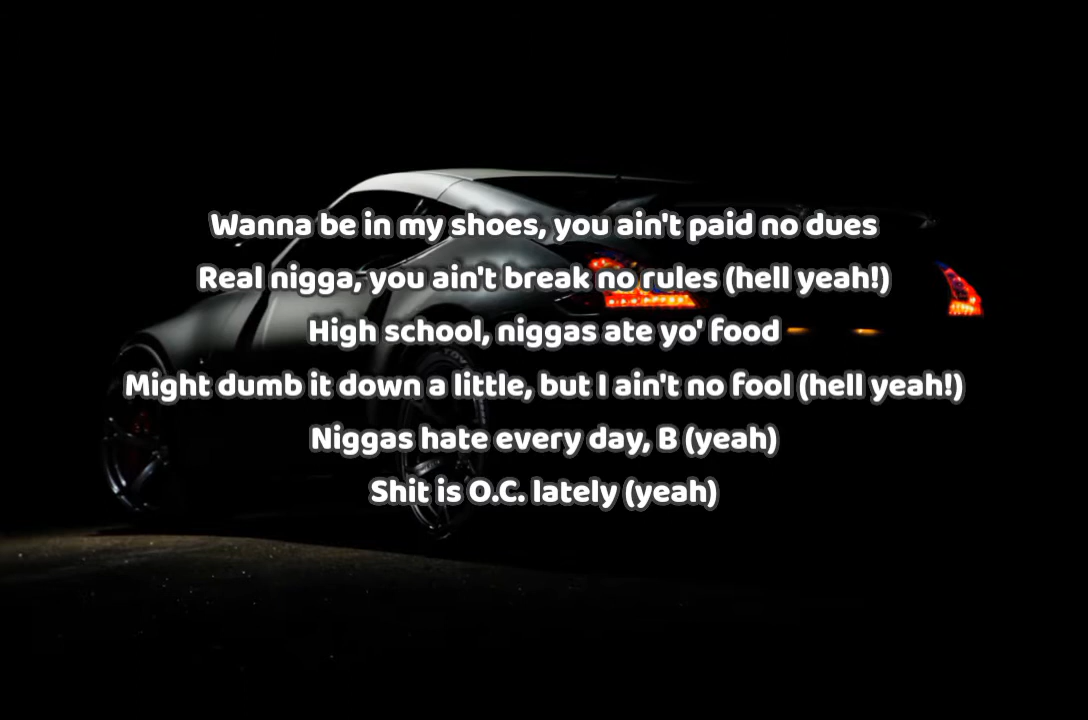 Wanna be in my shoes, you ain't paid no dues
Real nigga, you ain't break no rules (hell yeah!)
High school, niggas ate yo' food
Might dumb it down a little, but I ain't no fool (hell yeah!)
Niggas hate every day, B (yeah)
Shit is O.C. lately (yeah)